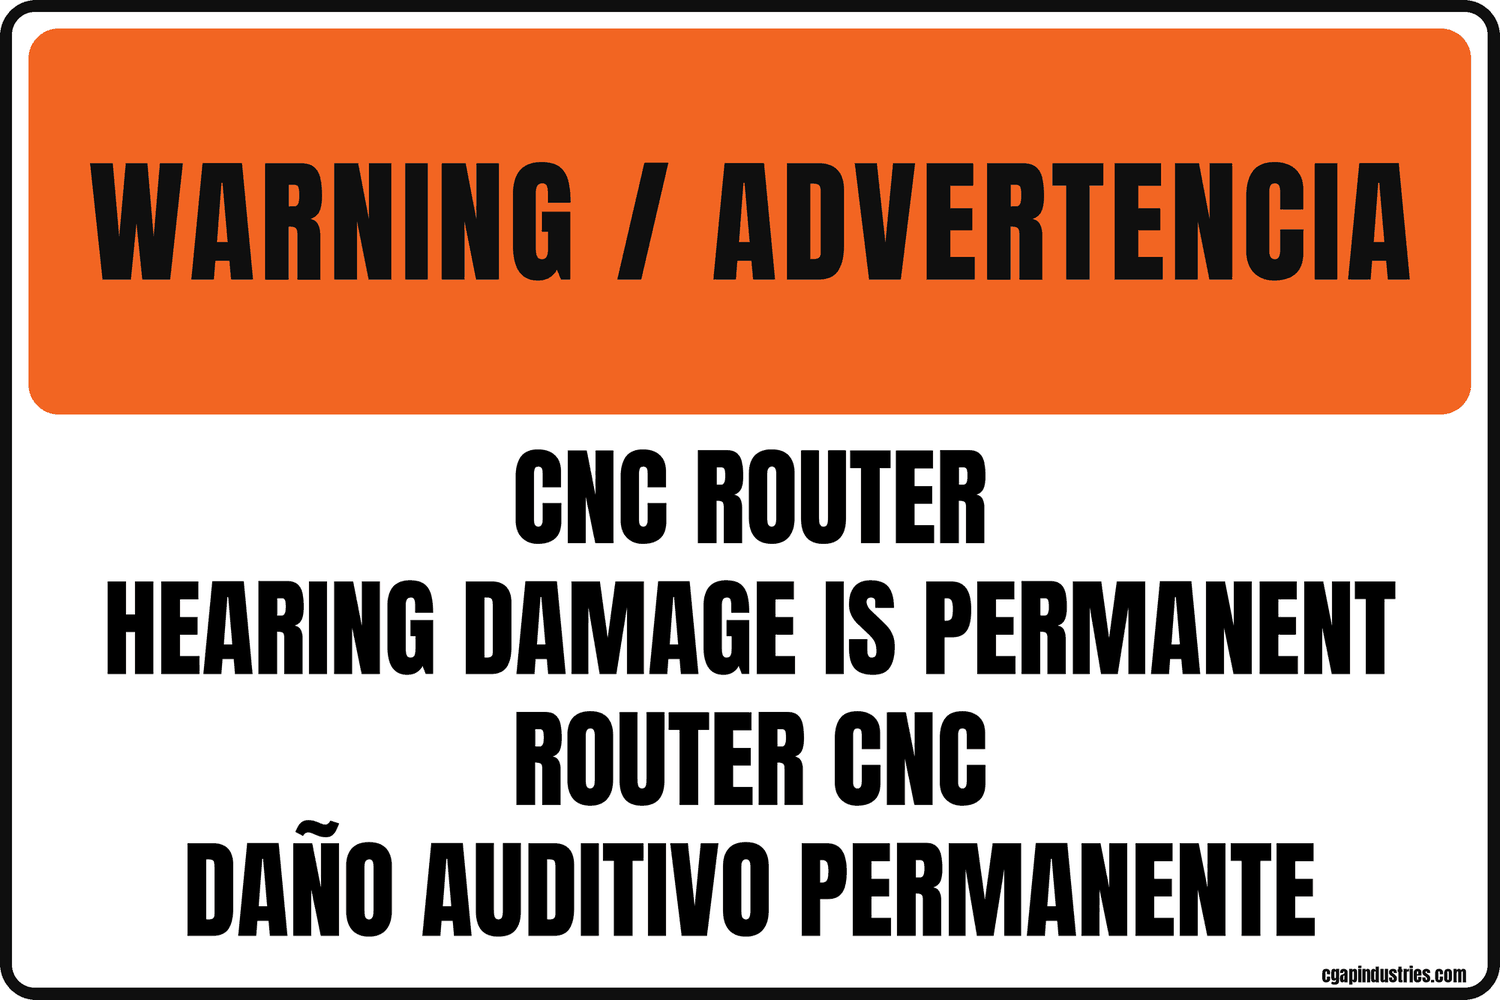 WARNING / ADVERTENCIA
CNC ROUTER
HEARING DAMAGE IS PERMANENT
ROUTER CNC
DAÑO AUDITIVO PERMANENTE
cgapindustries.com